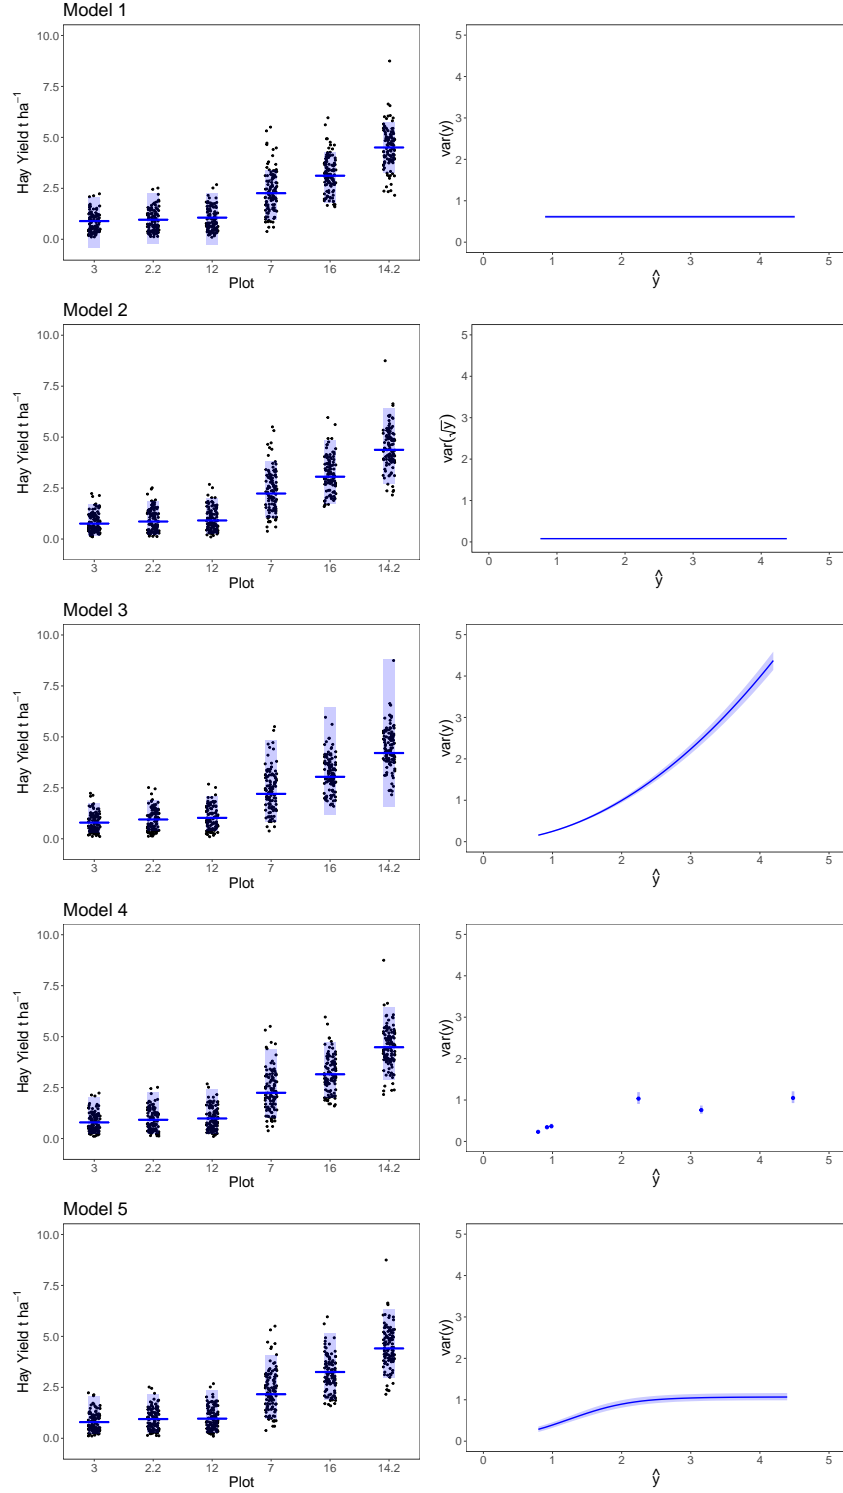 Model 1
Hay Yield t ha⁻¹
10.0
7.5
5.0
2.5
0.0
3 2.2 12 7 16 14.2
Plot
var(y)
5
4
3
2
1
0
0 1 2 3 4 5
ŷ
Model 2
Hay Yield t ha⁻¹
10.0
7.5
5.0
2.5
0.0
3 2.2 12 7 16 14.2
Plot
var(√y)
5
4
3
2
1
0
0 1 2 3 4 5
ŷ
Model 3
Hay Yield t ha⁻¹
10.0
7.5
5.0
2.5
0.0
3 2.2 12 7 16 14.2
Plot
var(y)
5
4
3
2
1
0
0 1 2 3 4 5
ŷ
Model 4
Hay Yield t ha⁻¹
10.0
7.5
5.0
2.5
0.0
3 2.2 12 7 16 14.2
Plot
var(y)
5
4
3
2
1
0
0 1 2 3 4 5
ŷ
Model 5
Hay Yield t ha⁻¹
10.0
7.5
5.0
2.5
0.0
3 2.2 12 7 16 14.2
Plot
var(y)
5
4
3
2
1
0
0 1 2 3 4 5
ŷ